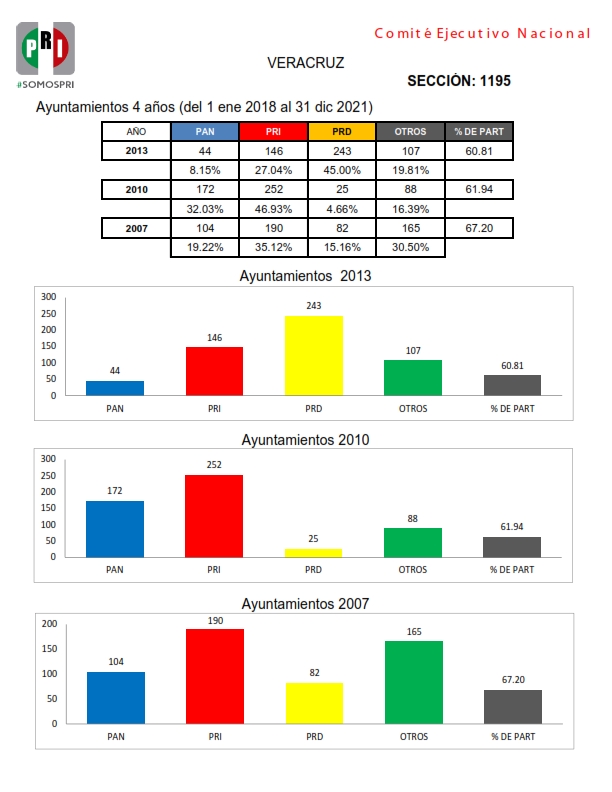 Comité Ejecutivo Nacional
PRI
#SOMOSPRI
VERACRUZ
SECCIÓN: 1195
Ayuntamientos 4 años (del 1 ene 2018 al 31 dic 2021)
AÑO PAN PRI PRD OTROS % DE PART
2013 44 146 243 107 60.81
8.15% 27.04% 45.00% 19.81%
2010 172 252 25 88 61.94
32.03% 46.93% 4.66% 16.39%
2007 104 190 82 165 67.20
19.22% 35.12% 15.16% 30.50%
Ayuntamientos 2013
300
250
200
150
100
50
0
44
146
243
107
60.81
PAN PRI PRD OTROS % DE PART
Ayuntamientos 2010
300
250
200
150
100
50
0
172
252
25
88
61.94
PAN PRI PRD OTROS % DE PART
Ayuntamientos 2007
200
150
100
50
0
104
190
82
165
67.20
PAN PRI PRD OTROS % DE PART